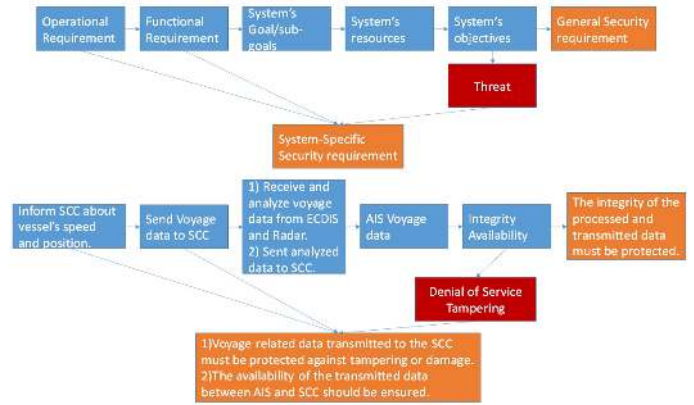 Operational
Requirement
Functional
Requirement
System's
Goal/sub-
goals
System's
resources
System's
objectives
General Security
requirement
Threat
System-Specific
Security requirement
Inform SCC about
vessel's speed
and position.
Send Voyage
data to SCC
1) Receive and
analyze voyage
data from ECDIS
and Radar.
2) Sent analyzed
data to SCC.
AIS Voyage
data
Integrity
Availability
The integrity of the
processed and
transmitted data
must be protected.
Denial of Service
Tampering
1)Voyage related data transmitted to the SCC
must be protected against tampering or damage.
2)The availability of the transmitted data
between AIS and SCC should be ensured.